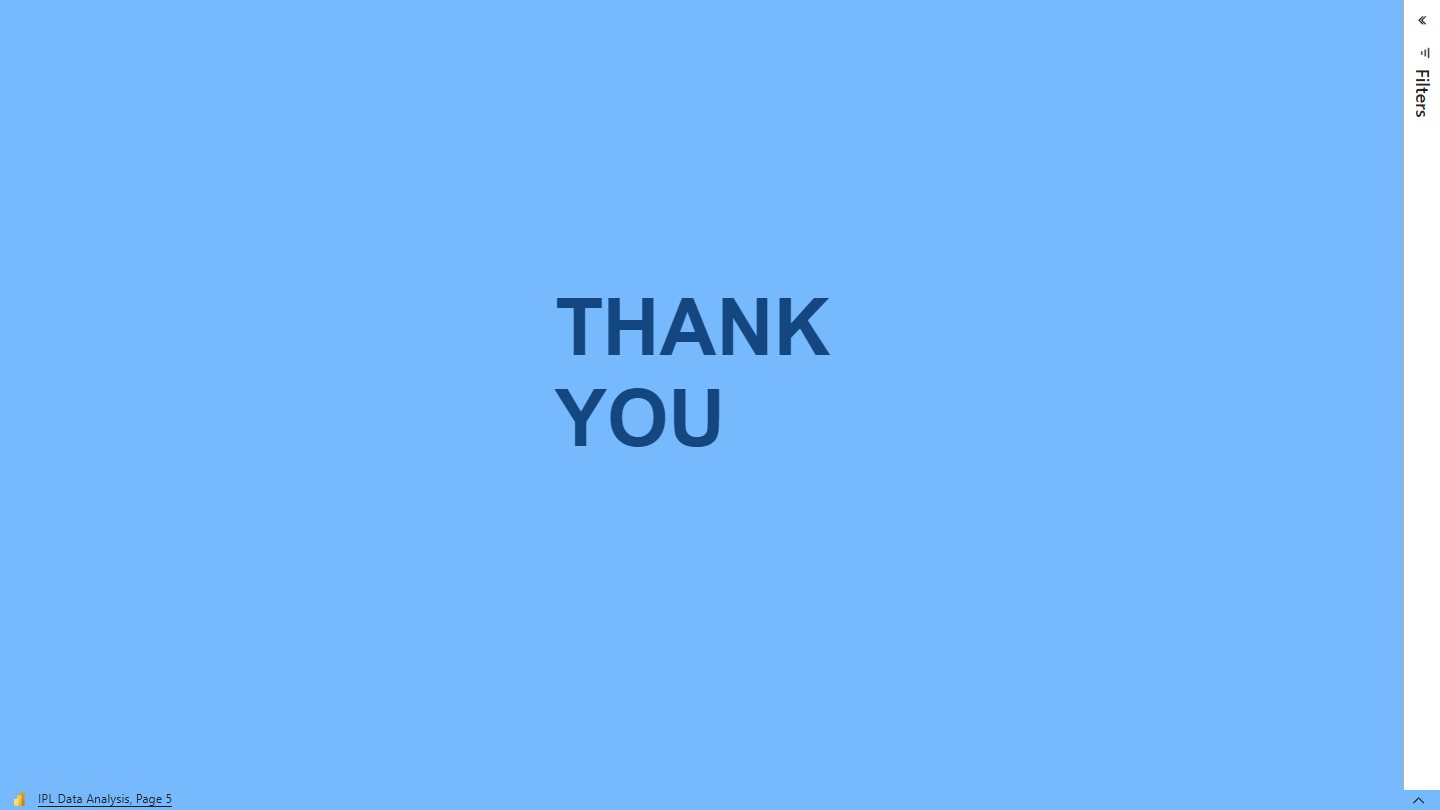 Filters
THANK
YOU
IPL Data Analysis, Page 5